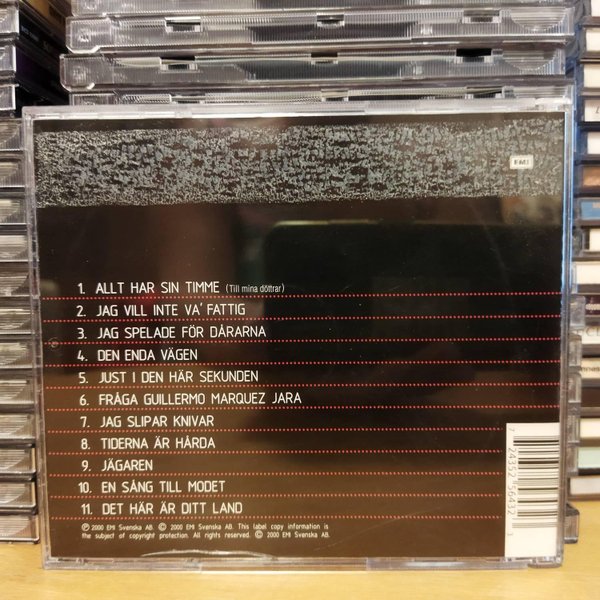 EMI
1. ALLT HAR SIN TIMME (Till mina döttrar)
2. JAG VILL INTE VA' FATTIG
3. JAG SPELADE FÖR DÅRARNA
4. DEN ENDA VÄGEN
5. JUST I DEN HÄR SEKUNDEN
6. FRÅGA GUILLERMO MARQUEZ JARA
7. JAG SLIPAR KNIVAR
8. TIDERNA ÄR HÅRDA
9. JÄGAREN
10. EN SÅNG TILL MODET
11. DET HÄR ÄR DITT LAND
℗ 2000 EMI Svenska AB. © 2000 EMI Svenska AB. This label copy information is
the subject of copyright protection. All rights reserved. © 2000 EMI Svenska AB.
7 24352 56432 3